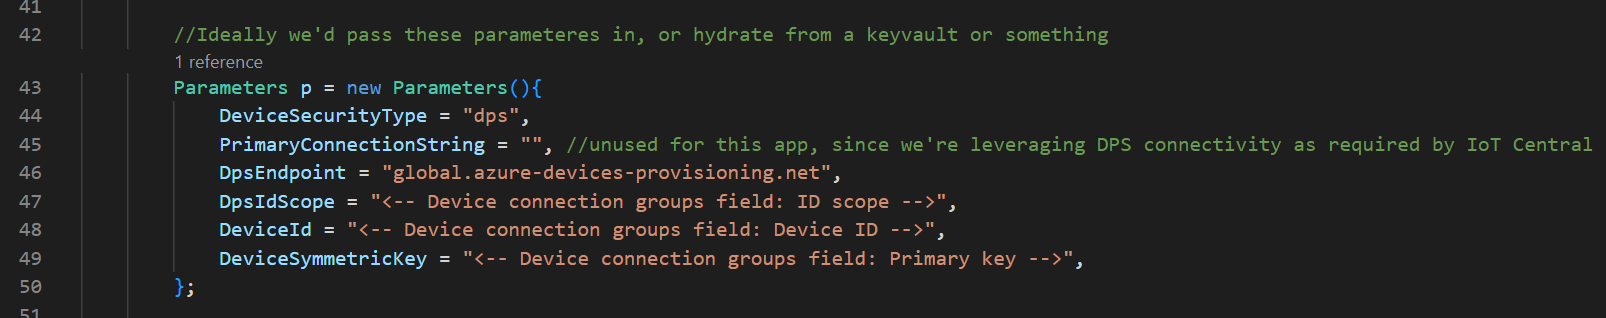 41
42 //Ideally we'd pass these parameteres in, or hydrate from a keyvault or something
1 reference
43 Parameters p = new Parameters(){
44 DeviceSecurityType = "dps",
45 PrimaryConnectionString = "", //unused for this app, since we're leveraging DPS connectivity as required by IoT Central
46 DpsEndpoint = "global.azure-devices-provisioning.net",
47 DpsIdScope = "<-- Device connection groups field: ID scope -->",
48 DeviceId = "<-- Device connection groups field: Device ID -->",
49 DeviceSymmetricKey = "<-- Device connection groups field: Primary key -->",
50 };
51